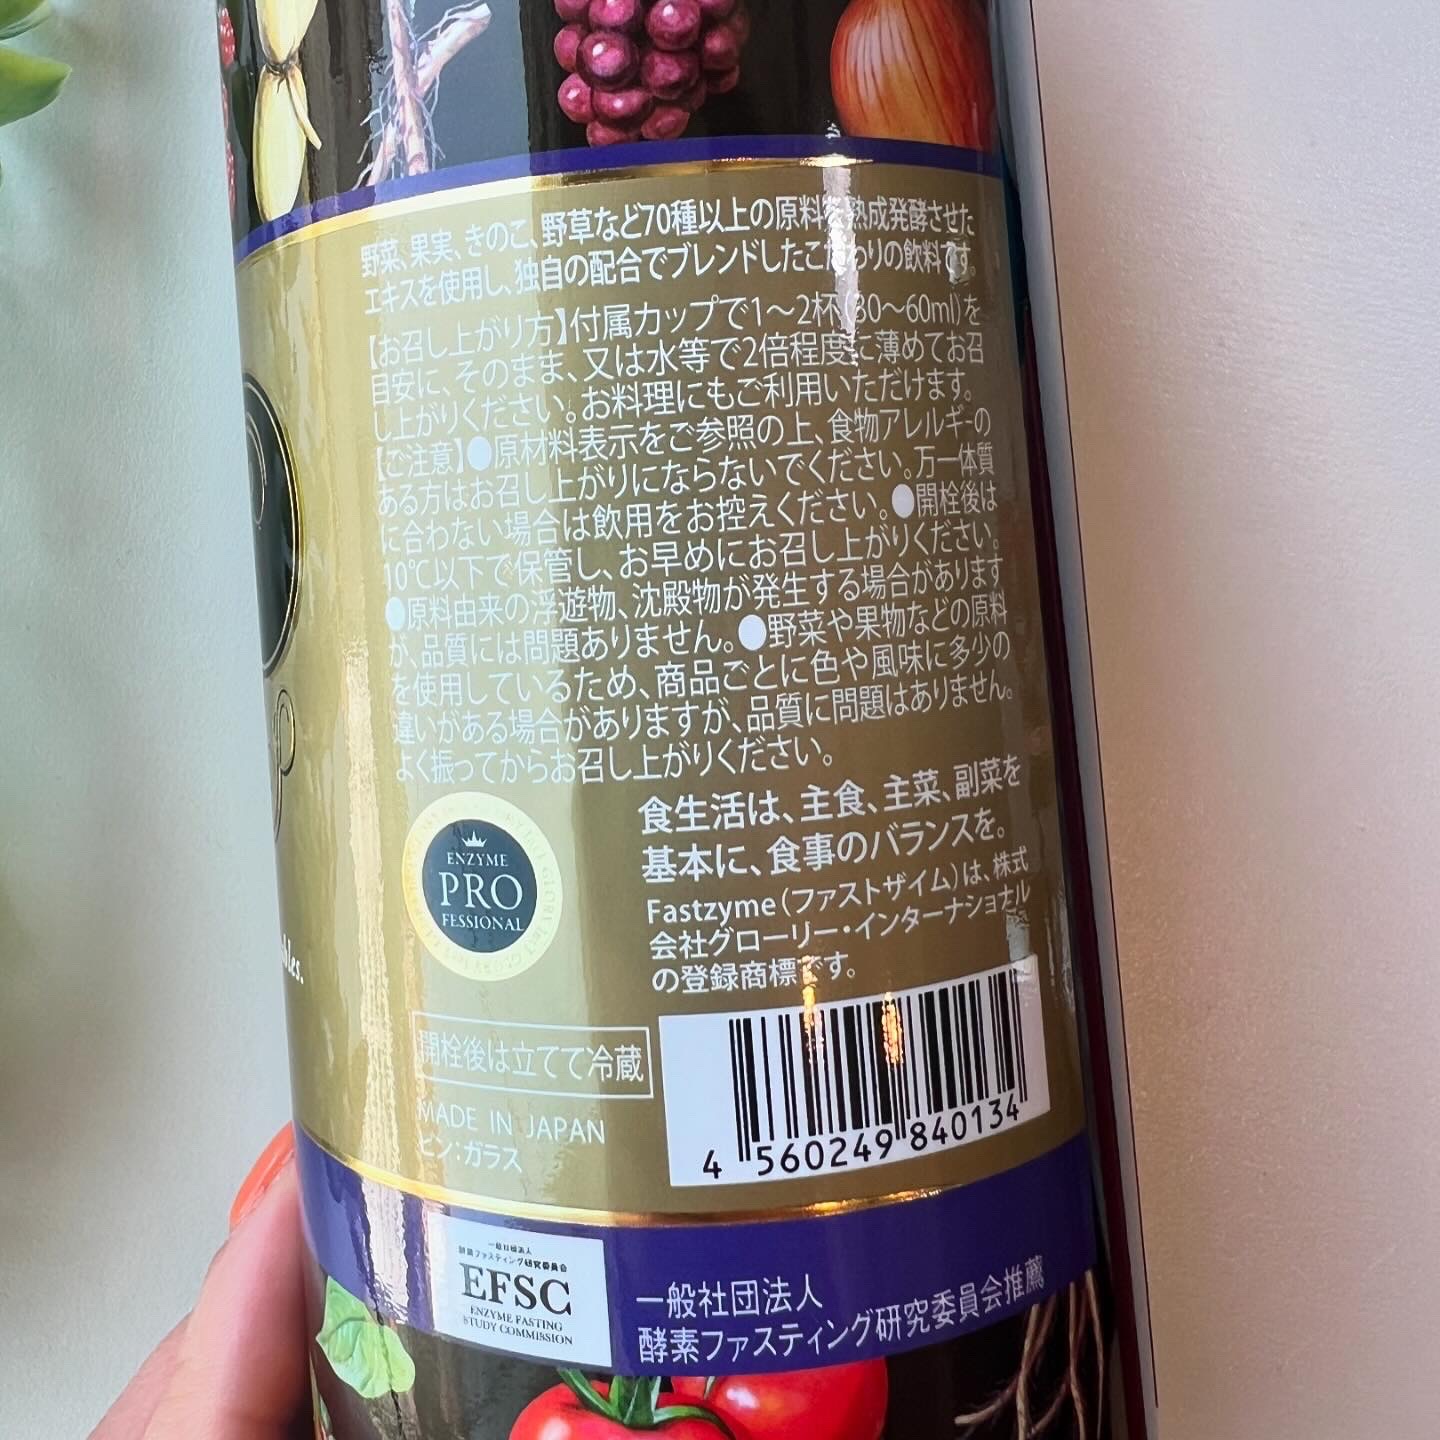 野菜、果実、きのこ、野草など70種以上の原料を熟成発酵させた
エキスを使用し、独自の配合でブレンドしたこだわりの飲料です。
【お召し上がり方】付属カップで1〜2杯(30〜60ml)を
目安に、そのまま、又は水等で2倍程度に薄めてお召
し上がりください。お料理にもご利用いただけます。
【ご注意】●原材料表示をご参照の上、食物アレルギーの
ある方はお召し上がりにならないでください。万一体質
に合わない場合は飲用をお控えください。●開栓後は
10℃以下で保管し、お早めにお召し上がりください。
●原料由来の浮遊物、沈殿物が発生する場合があります
が、品質には問題ありません。●野菜や果物などの原料
を使用しているため、商品ごとに色や風味に多少の
違いがある場合がありますが、品質に問題はありません。
よく振ってからお召し上がりください。
食生活は、主食、主菜、副菜を
基本に、食事のバランスを。
Fastzyme(ファストザイム)は、株式
会社グローリー・インターナショナル
の登録商標です。
ENZYME
PRO
FESSIONAL
開栓後は立てて冷蔵
MADE IN JAPAN
ビン:ガラス
4 560249 840134
一般社団法人
酵素ファスティング研究委員会
EFSC
ENZYME FASTING
STUDY COMMISSION
一般社団法人
酵素ファスティング研究委員会推薦